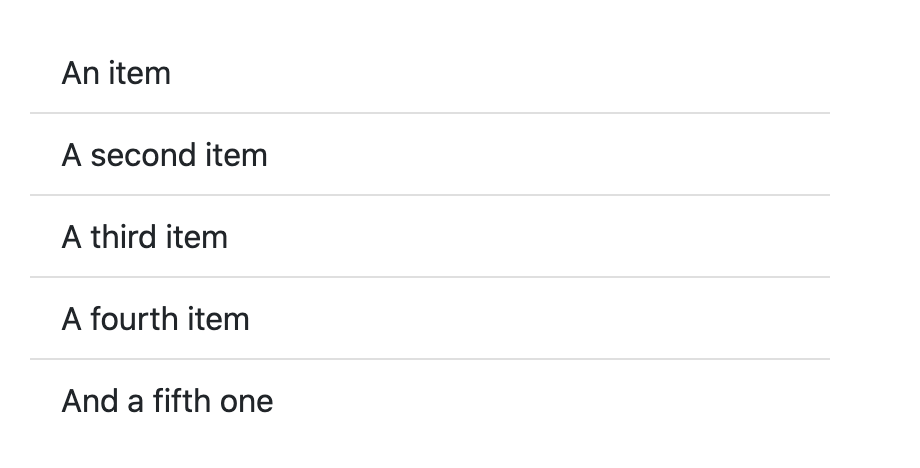 An item
A second item
A third item
A fourth item
And a fifth one